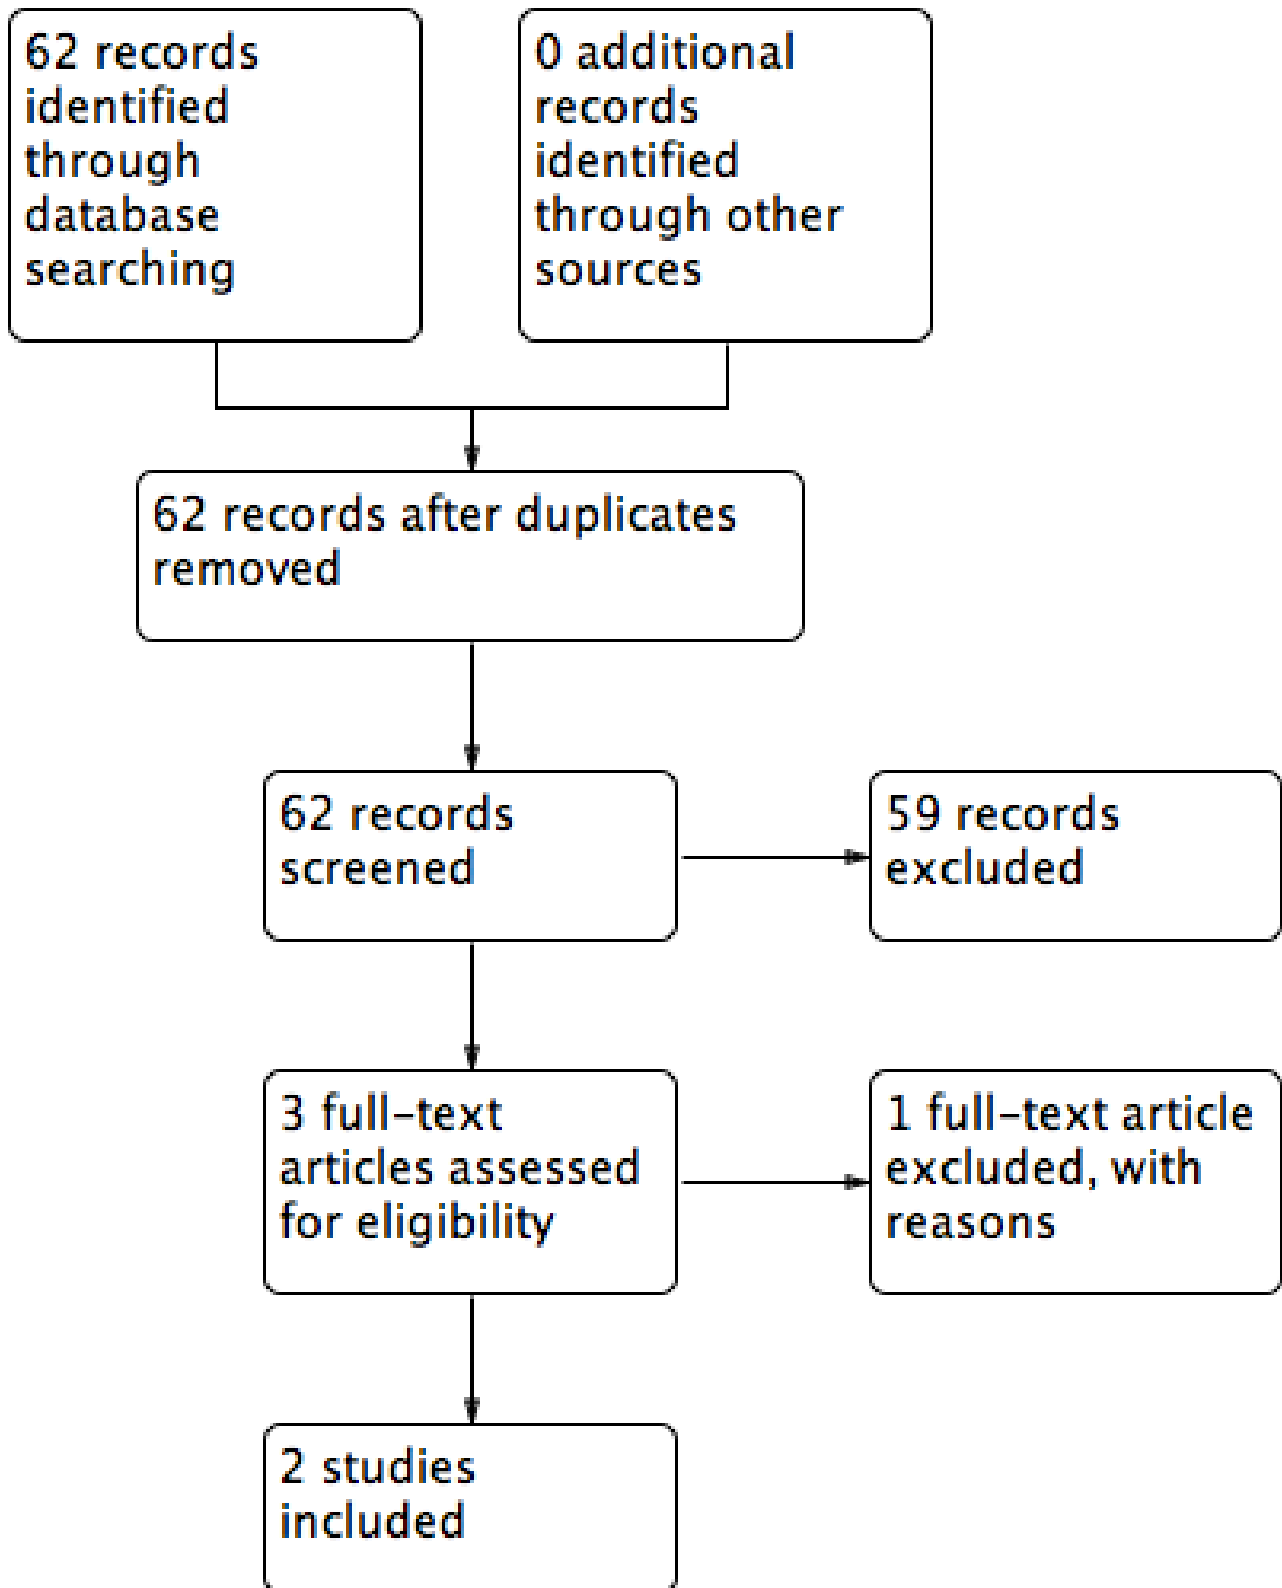 62 records
identified
through
database
searching
0 additional
records
identified
through other
sources
62 records after duplicates
removed
62 records
screened
59 records
excluded
3 full-text
articles assessed
for eligibility
1 full-text article
excluded, with
reasons
2 studies
included